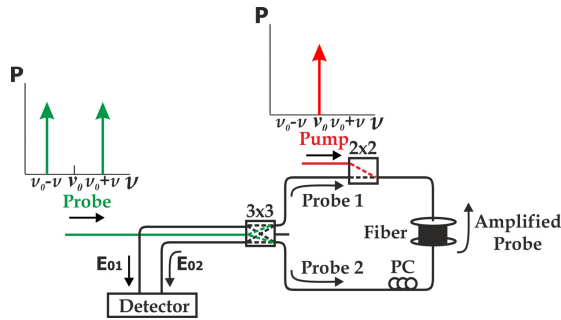 P
ν₀-ν ν₀ ν₀+ν ν
Pump
2x2
P
ν₀-ν ν₀ ν₀+ν ν
Probe
3x3
Probe 1
Fiber
Amplified
Probe
E01
E02
Probe 2
PC
Detector